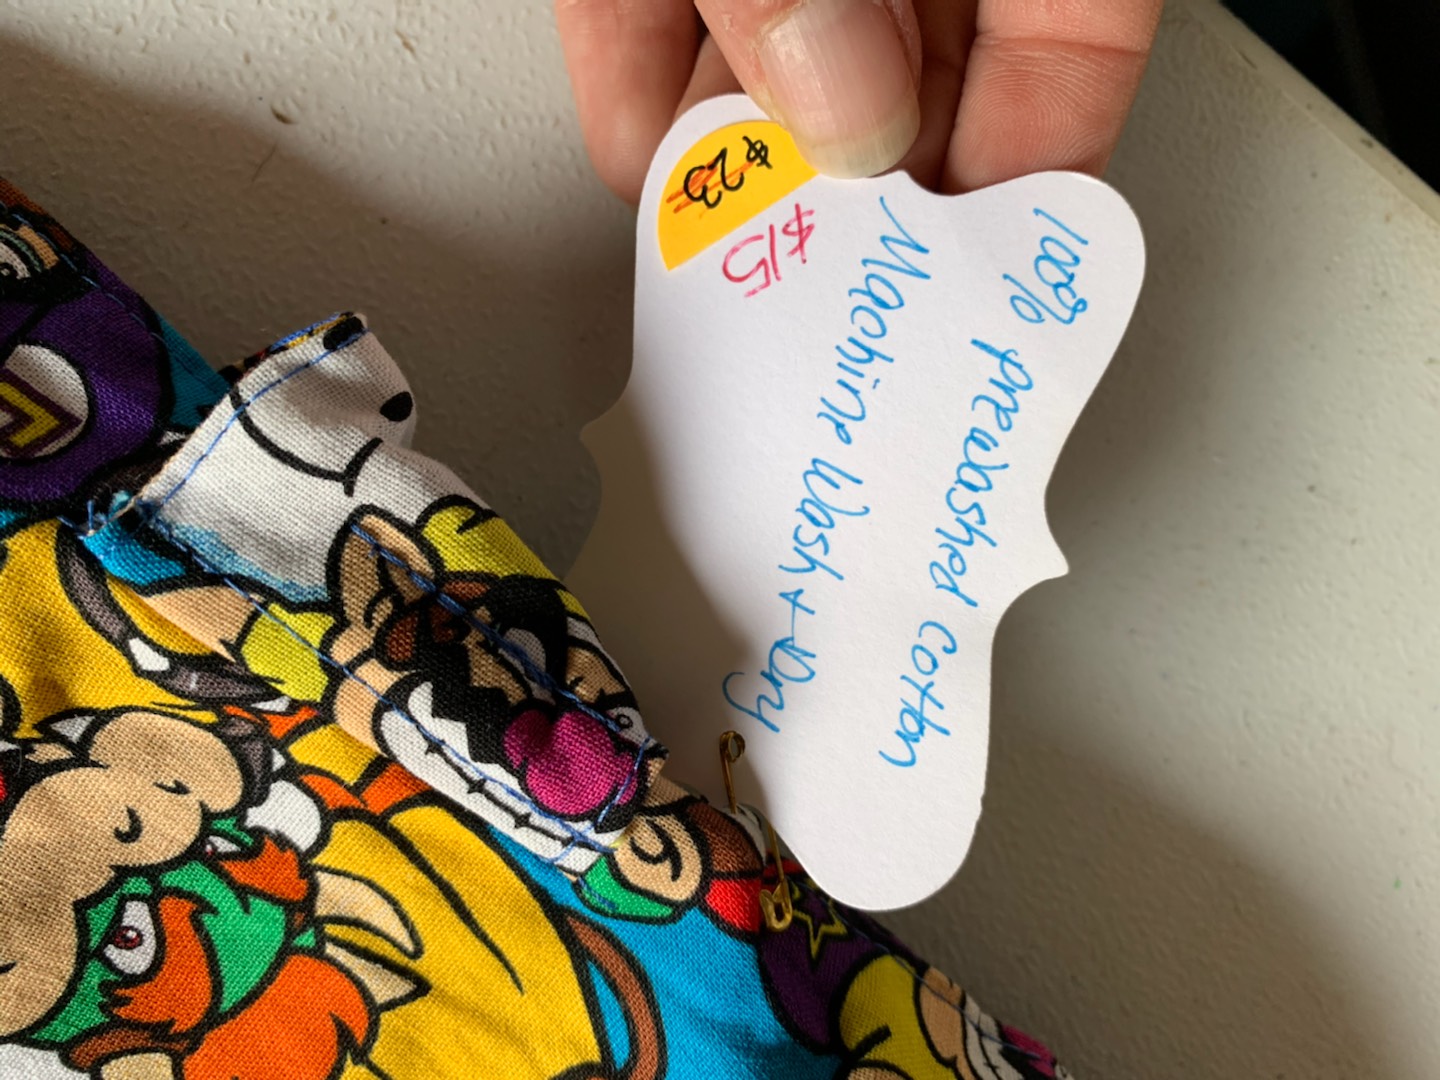 $23
$15
100% prewashed cotton
Machine Wash + Dry